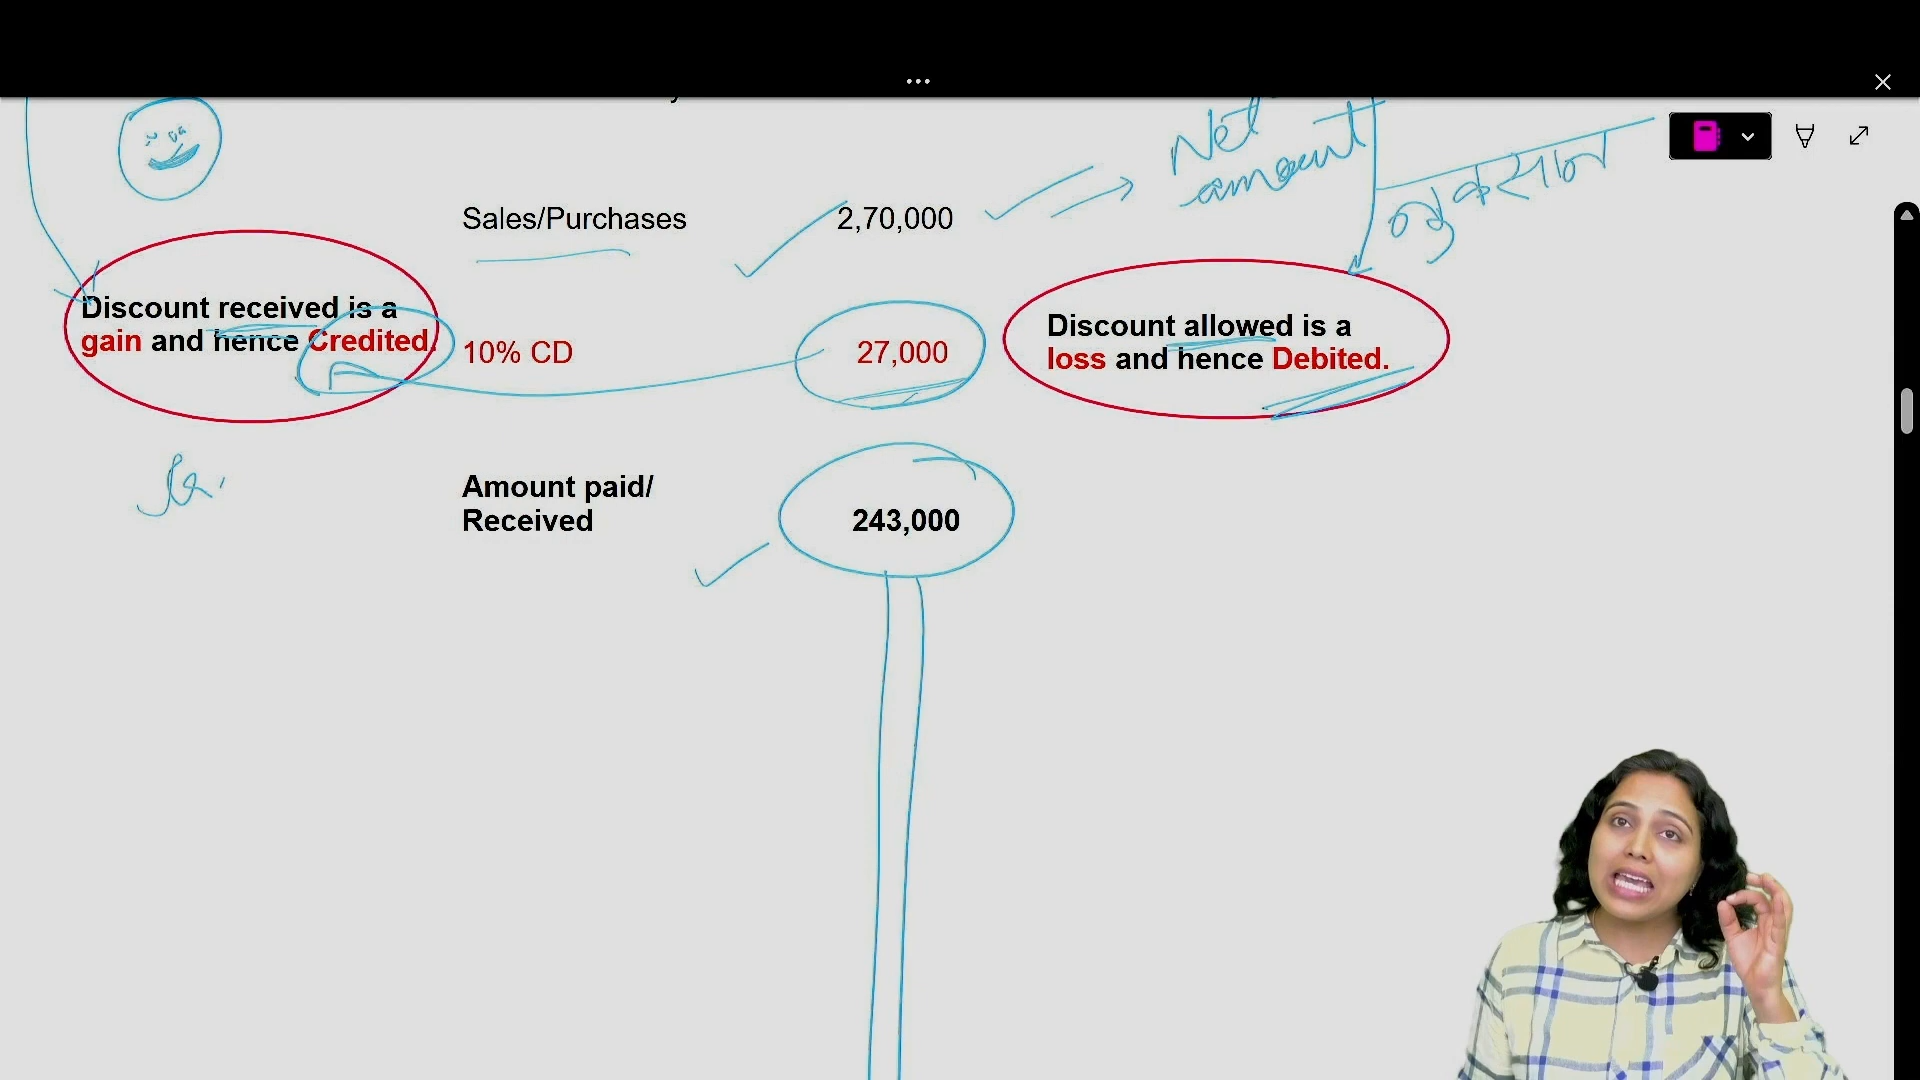 Net
amount
नुकसान
Sales/Purchases 2,70,000
Discount received is a
gain and hence Credited.
10% CD 27,000
Discount allowed is a
loss and hence Debited.
Amount paid/
Received
243,000